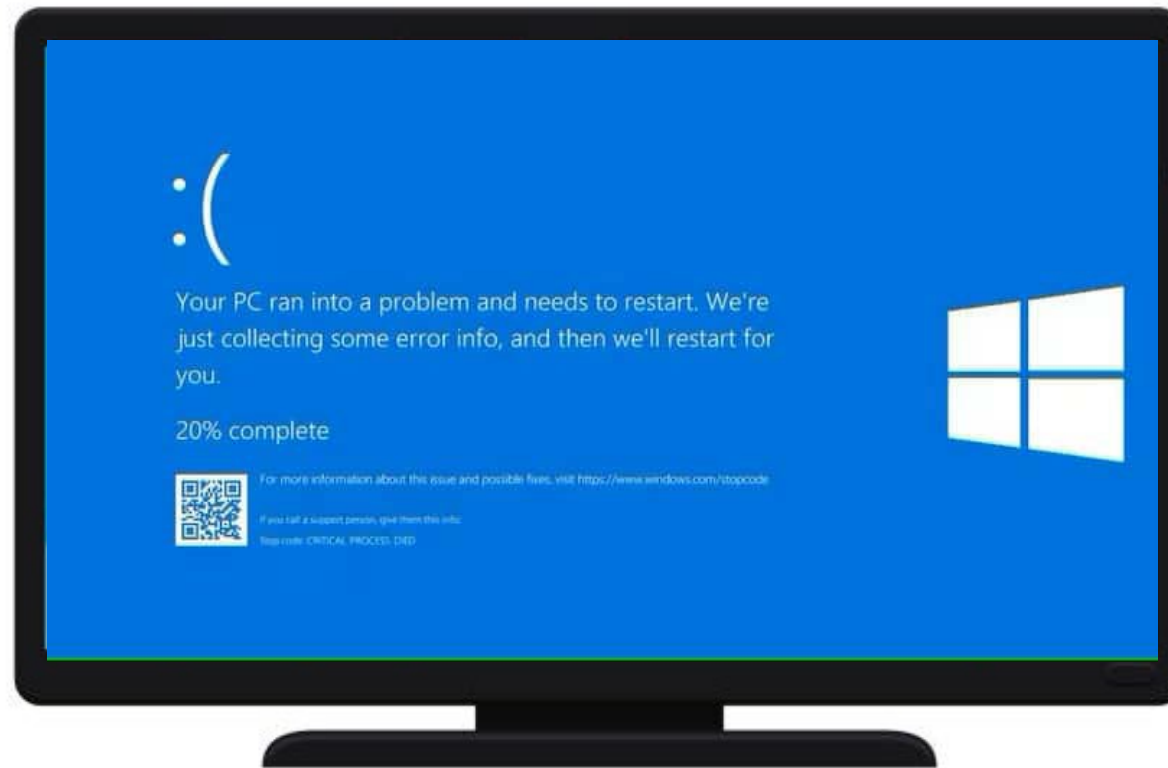 :(
Your PC ran into a problem and needs to restart. We're
just collecting some error info, and then we'll restart for
you.
20% complete
For more information about this issue and possible fixes, visit https://www.windows.com/stopcode
If you call a support person, give them this info:
Stop code: CRITICAL PROCESS DIED